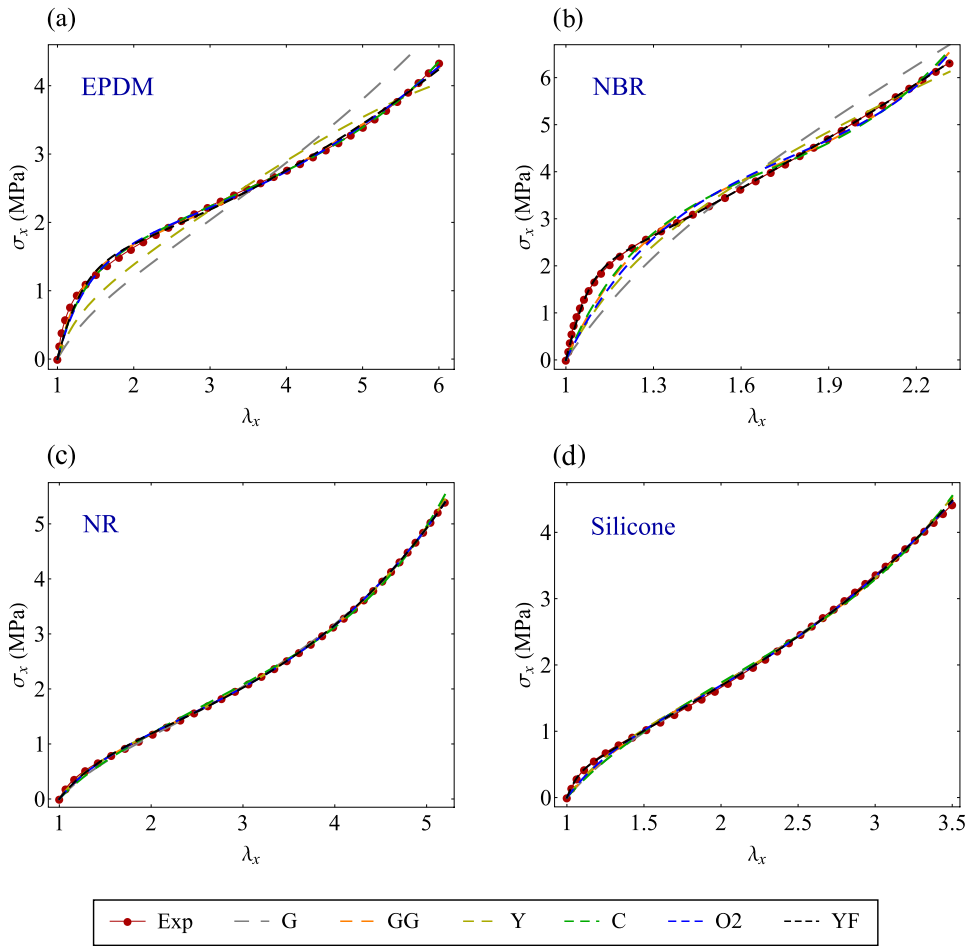 (a)
EPDM
σx (MPa)
4
3
2
1
0
1 2 3 4 5 6
λx
(b)
NBR
σx (MPa)
6
5
4
3
2
1
0
1 1.3 1.6 1.9 2.2
λx
(c)
NR
σx (MPa)
5
4
3
2
1
0
1 2 3 4 5
λx
(d)
Silicone
σx (MPa)
4
3
2
1
0
1 1.5 2 2.5 3 3.5
λx
Exp G GG Y C O2 YF